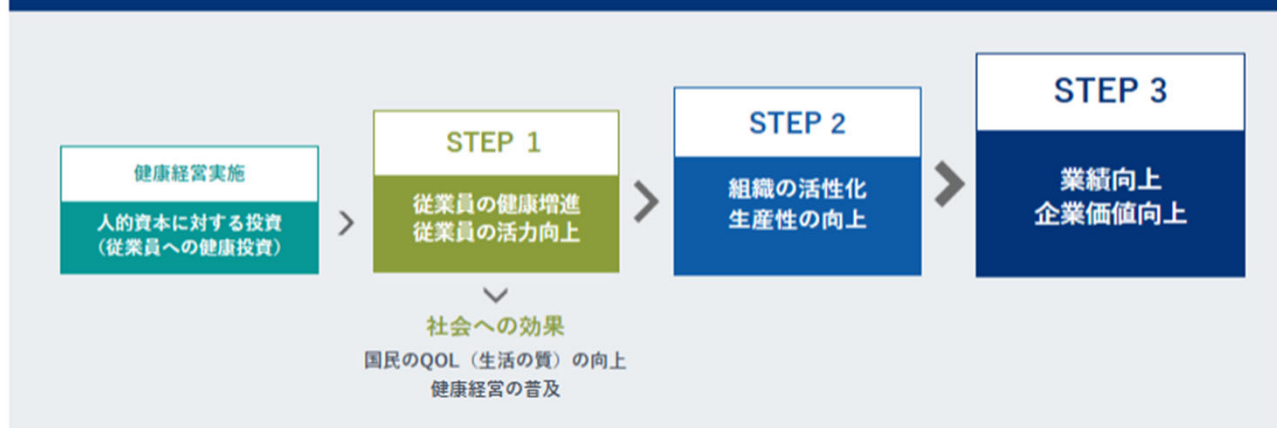 健康経営実施
人的資本に対する投資
（従業員への健康投資）
STEP 1
従業員の健康増進
従業員の活力向上
社会への効果
国民のQOL（生活の質）の向上
健康経営の普及
STEP 2
組織の活性化
生産性の向上
STEP 3
業績向上
企業価値向上